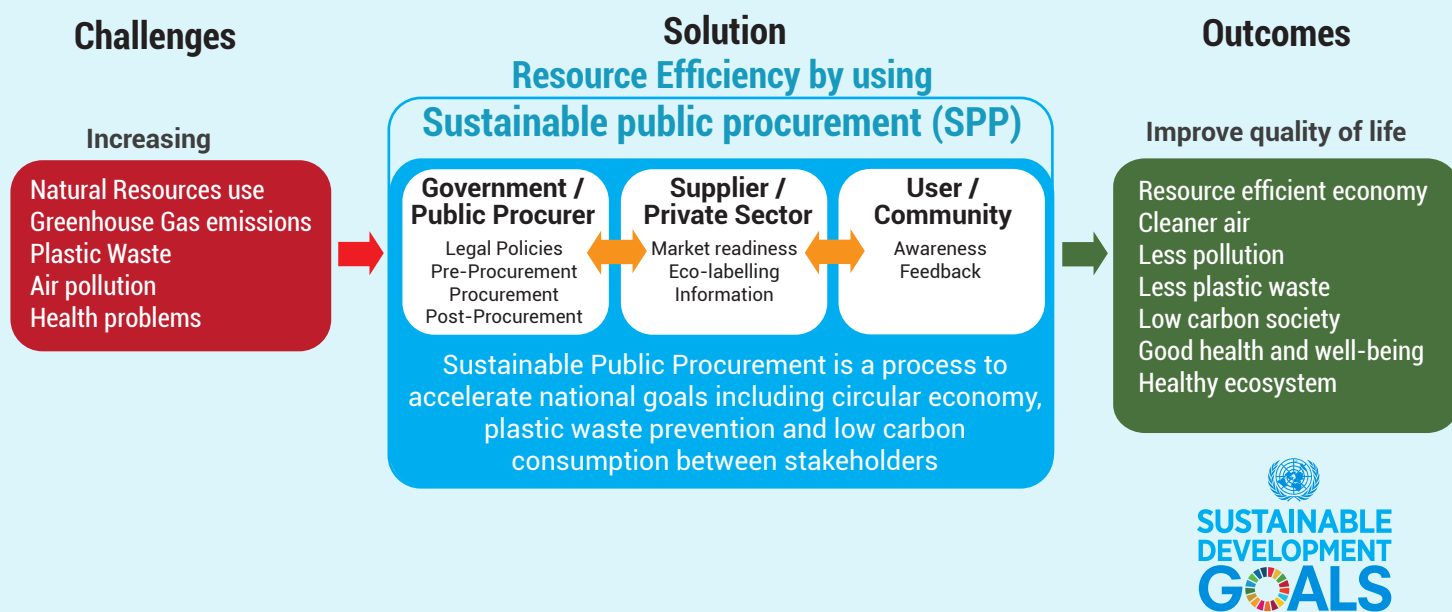 Challenges
Increasing
Natural Resources use
Greenhouse Gas emissions
Plastic Waste
Air pollution
Health problems
Solution
Resource Efficiency by using
Sustainable public procurement (SPP)
Government /
Public Procurer
Legal Policies
Pre-Procurement
Procurement
Post-Procurement
Supplier /
Private Sector
Market readiness
Eco-labelling
Information
User /
Community
Awareness
Feedback
Sustainable Public Procurement is a process to
accelerate national goals including circular economy,
plastic waste prevention and low carbon
consumption between stakeholders
Outcomes
Improve quality of life
Resource efficient economy
Cleaner air
Less pollution
Less plastic waste
Low carbon society
Good health and well-being
Healthy ecosystem
SUSTAINABLE
DEVELOPMENT
GOALS